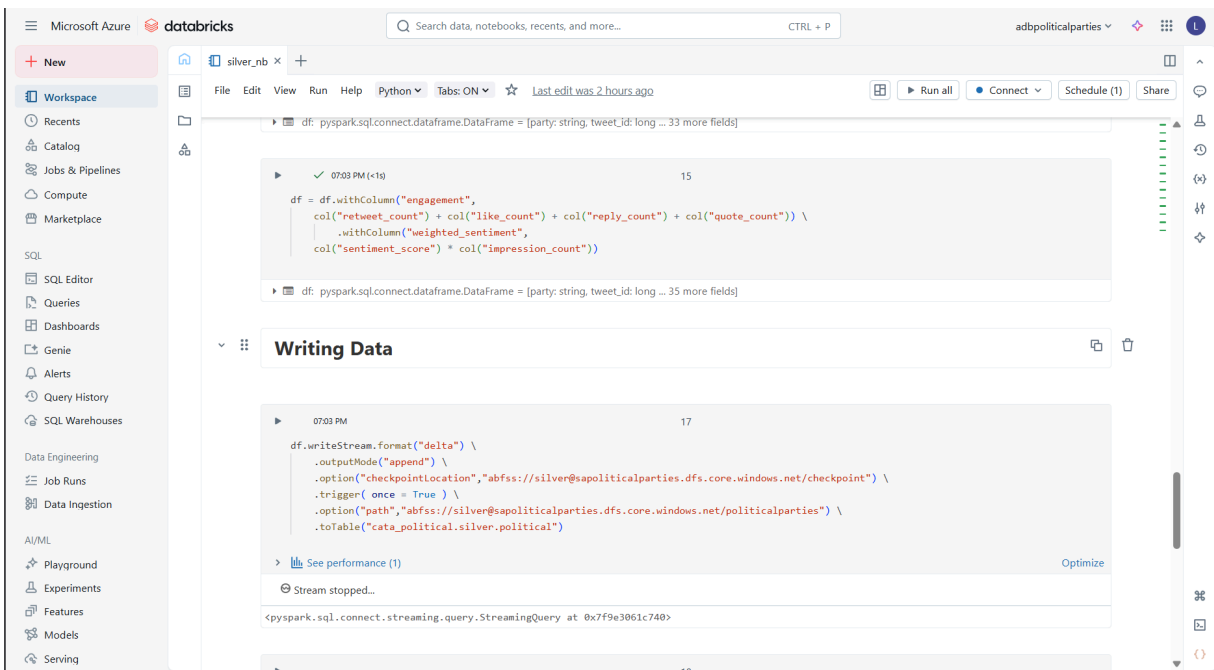 Microsoft Azure databricks Search data, notebooks, recents, and more... CTRL + P adbpoliticalparties L
New
silver_nb × +
File Edit View Run Help Python Tabs: ON Last edit was 2 hours ago Run all Connect Schedule (1) Share
Workspace
Recents
Catalog
Jobs & Pipelines
Compute
Marketplace
SQL
SQL Editor
Queries
Dashboards
Genie
Alerts
Query History
SQL Warehouses
Data Engineering
Job Runs
Data Ingestion
AI/ML
Playground
Experiments
Features
Models
Serving
df: pyspark.sql.connect.dataframe.DataFrame = [party: string, tweet_id: long ... 33 more fields]
07:03 PM (<1s) 15
df = df.withColumn("engagement",
col("retweet_count") + col("like_count") + col("reply_count") + col("quote_count")) \
.withColumn("weighted_sentiment",
col("sentiment_score") * col("impression_count"))
df: pyspark.sql.connect.dataframe.DataFrame = [party: string, tweet_id: long ... 35 more fields]
Writing Data
07:03 PM 17
df.writeStream.format("delta") \
.outputMode("append") \
.option("checkpointLocation","abfss://silver@sapoliticalparties.dfs.core.windows.net/checkpoint") \
.trigger( once = True ) \
.option("path","abfss://silver@sapoliticalparties.dfs.core.windows.net/politicalparties") \
.toTable("cata_political.silver.political")
See performance (1) Optimize
Stream stopped...
<pyspark.sql.connect.streaming.query.StreamingQuery at 0x7f9e3061c740>